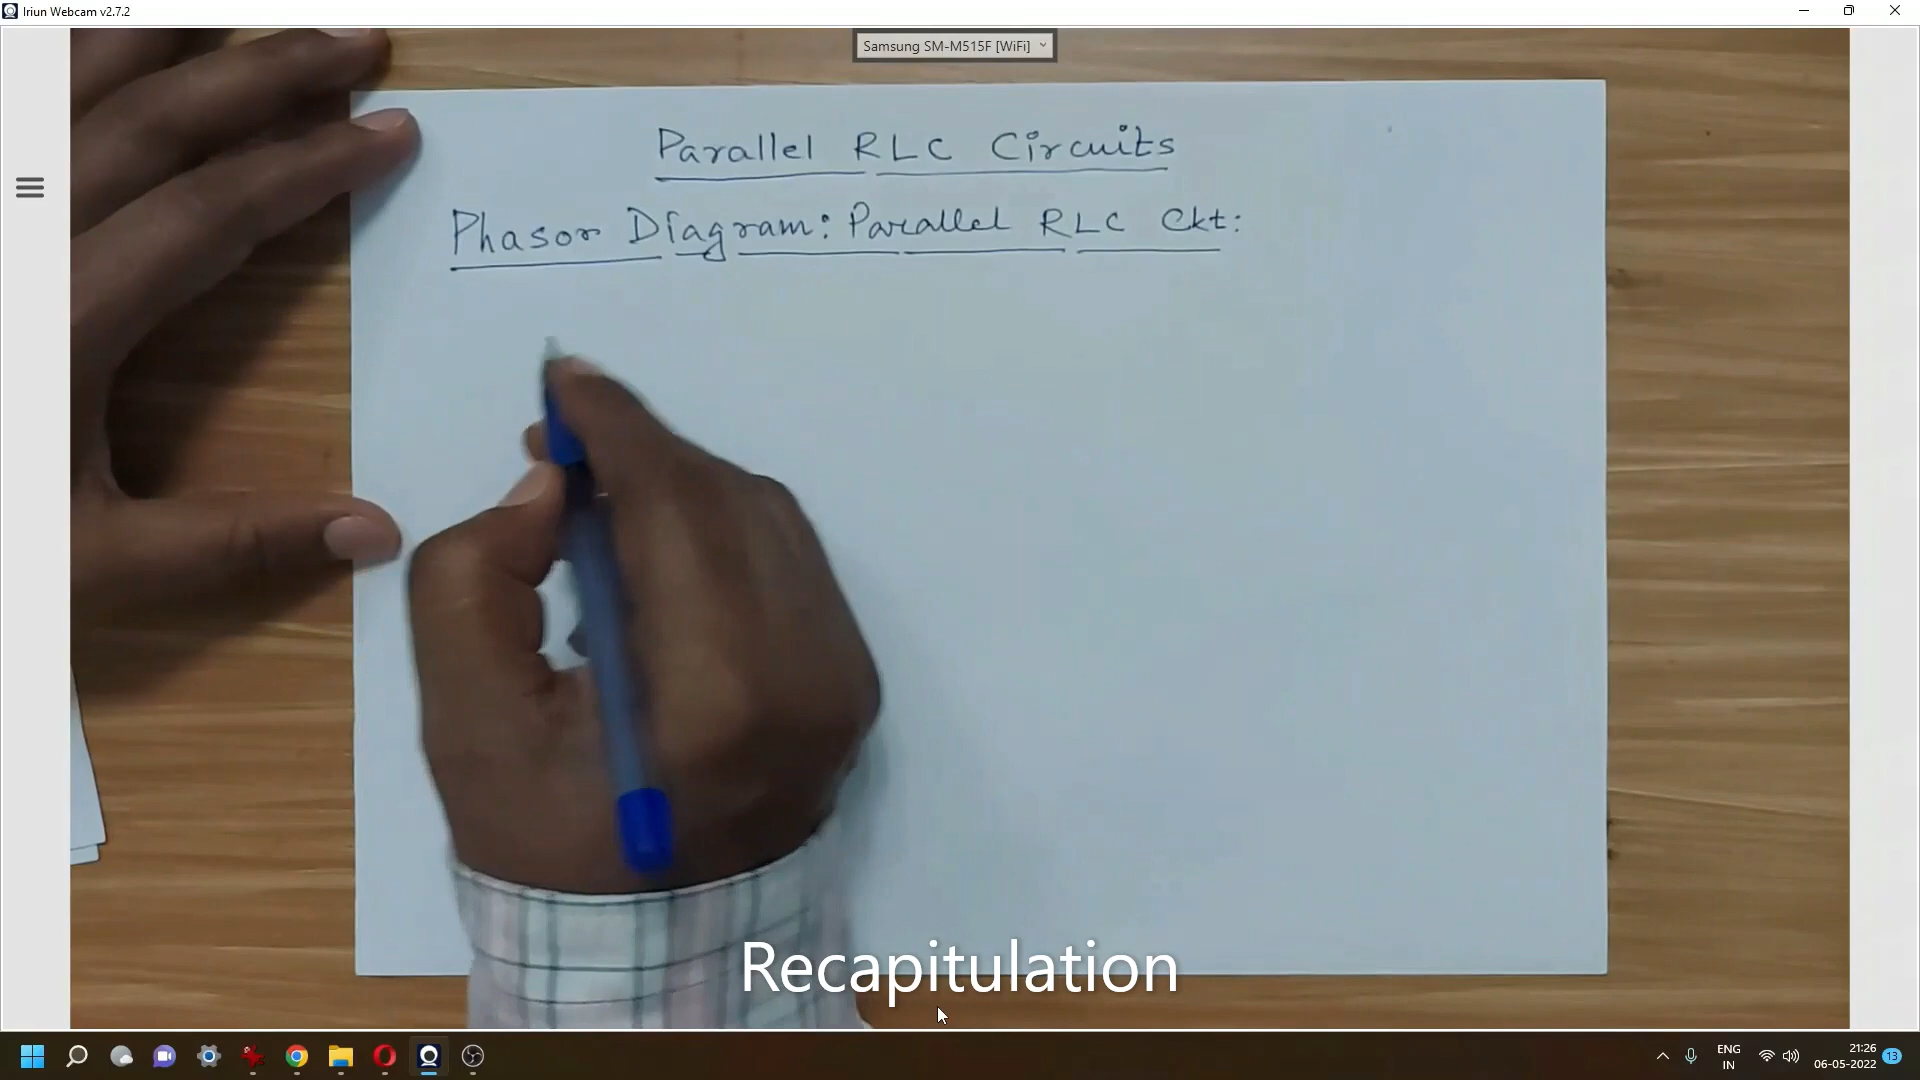 Iriun Webcam v2.7.2
Samsung SM-M515F [WiFi]
Parallel RLC Circuits
Phasor Diagram: Parallel RLC Ckt:
Recapitulation
ENG
IN
21:26
06-05-2022
13